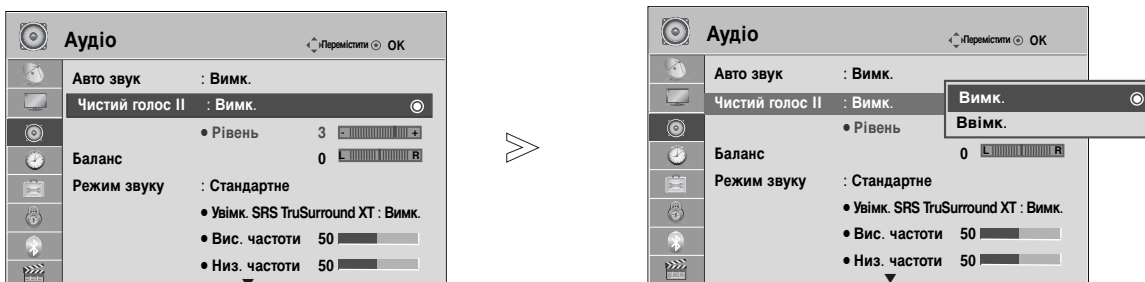 Аудіо Перемістити OK
Авто звук : Вимк.
Чистий голос II : Вимк.
• Рівень 3 - +
Баланс 0 L R
Режим звуку : Стандартне
• Увімк. SRS TruSurround XT : Вимк.
• Вис. частоти 50
• Низ. частоти 50
Аудіо Перемістити OK
Авто звук : Вимк.
Чистий голос II : Вимк.
Вимк.
Ввімк.
• Рівень
Баланс 0 L R
Режим звуку : Стандартне
• Увімк. SRS TruSurround XT : Вимк.
• Вис. частоти 50
• Низ. частоти 50